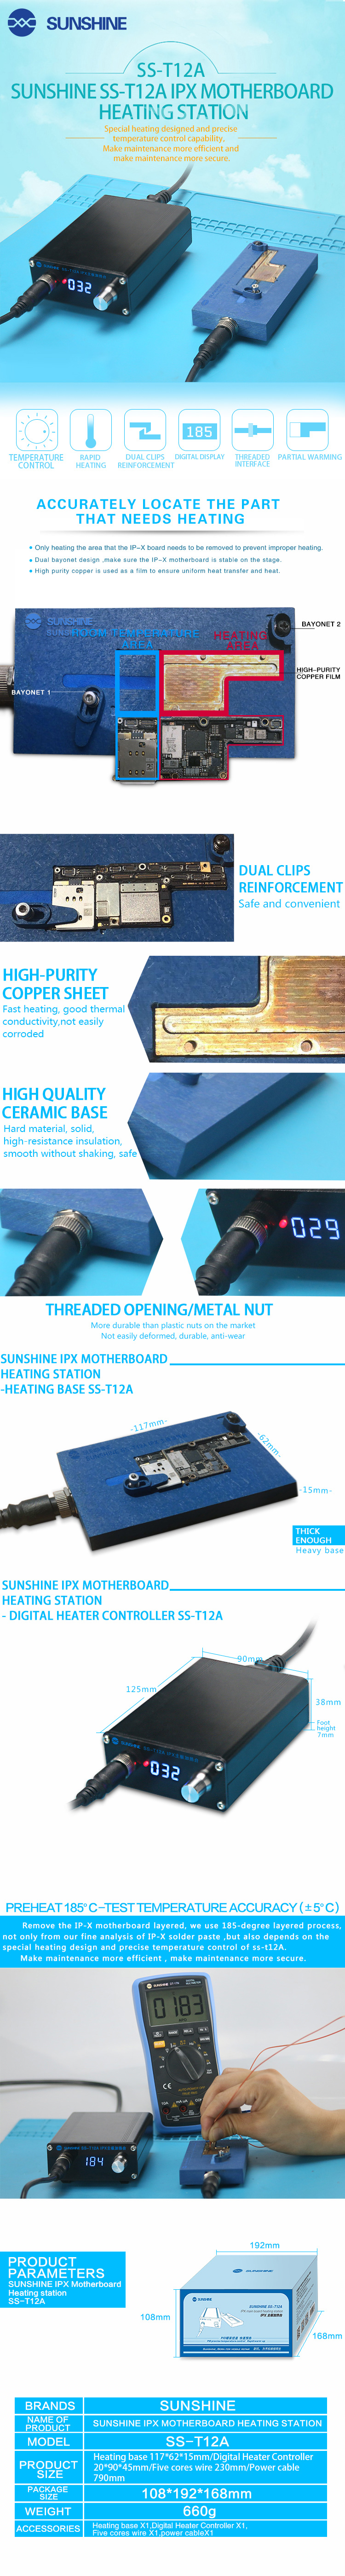 SUNSHINE
SS-T12A
SUNSHINE SS-T12A IPX MOTHERBOARD
HEATING STATION
Special heating designed and precise
temperature control capability.
Make maintenance more efficient and
make maintenance more secure.
032
185
TEMPERATURE
CONTROL
RAPID
HEATING
DUAL CLIPS
REINFORCEMENT
DIGITAL DISPLAY
THREADED
INTERFACE
PARTIAL WARMING
ACCURATELY LOCATE THE PART
THAT NEEDS HEATING
Only heating the area that the IP-X board needs to be removed to prevent improper heating.
Dual bayonet design ,make sure the IP-X motherboard is stable on the stage.
High purity copper is used as a film to ensure uniform heat transfer and heat.
SUNSHINE
TEMPERATURE
AREA
HEATING
AREA
BAYONET 2
HIGH-PURITY
COPPER FILM
BAYONET 1
DUAL CLIPS
REINFORCEMENT
Safe and convenient
HIGH-PURITY
COPPER SHEET
Fast heating, good thermal
conductivity,not easily
corroded
HIGH QUALITY
CERAMIC BASE
Hard material, solid,
high-resistance insulation,
smooth without shaking, safe
029
THREADED OPENING/METAL NUT
More durable than plastic nuts on the market
Not easily deformed, durable, anti-wear
SUNSHINE IPX MOTHERBOARD
HEATING STATION
-HEATING BASE SS-T12A
-117mm-
-62mm-
-15mm-
THICK
ENOUGH
Heavy base
SUNSHINE IPX MOTHERBOARD
HEATING STATION
- DIGITAL HEATER CONTROLLER SS-T12A
90mm
125mm
38mm
Foot
height
7mm
032
PREHEAT 185°C-TEST TEMPERATURE ACCURACY (±5°C)
Remove the IP-X motherboard layered, we use 185-degree layered process,
not only from our fine analysis of IP-X solder paste ,but also depends on the
special heating design and precise temperature control of ss-t12A.
Make maintenance more efficient , make maintenance more secure.
0183
184
PRODUCT
PARAMETERS
SUNSHINE IPX Motherboard
Heating station
SS-T12A
192mm
108mm
168mm
SUNSHINE
BRANDS
SUNSHINE
NAME OF
PRODUCT
SUNSHINE IPX MOTHERBOARD HEATING STATION
MODEL
SS-T12A
PRODUCT
SIZE
Heating base 117*62*15mm/Digital Heater Controller
20*90*45mm/Five cores wire 230mm/Power cable
790mm
PACKAGE
SIZE
108*192*168mm
WEIGHT
660g
ACCESSORIES
Heating base X1,Digital Heater Controller X1,
Five cores wire X1,power cableX1